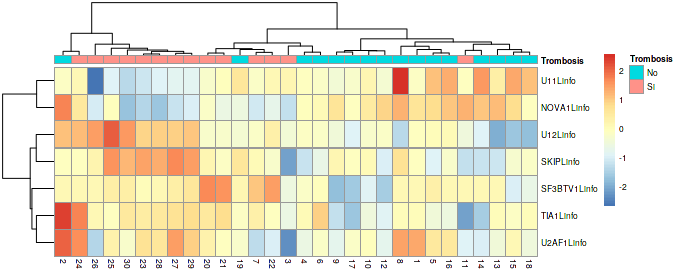 Trombosis
Trombosis
No
SI
2
1
0
-1
-2
U11Linfo
NOVA1Linfo
U12Linfo
SKIPLinfo
SF3BTV1Linfo
TIA1Linfo
U2AF1Linfo
2 24 26 25 30 23 28 27 29 20 21 19 7 22 3 4 6 9 17 10 12 8 1 5 16 11 14 13 15 18